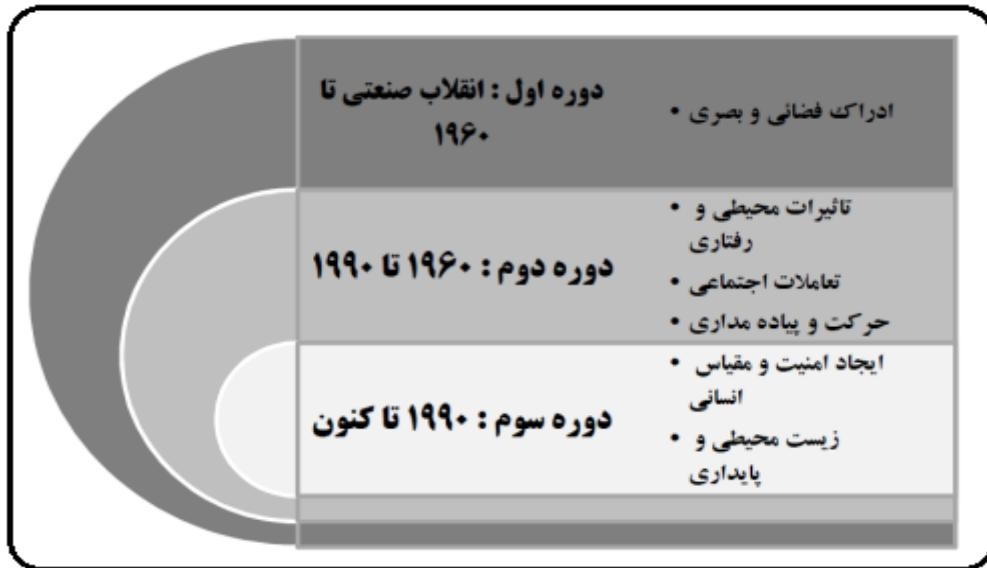 دوره اول : انقلاب صنعتی تا
۱۹۶۰
• ادراک فضائی و بصری
دوره دوم : ۱۹۶۰ تا ۱۹۹۰
• تاثیرات محیطی و
رفتاری
• تعاملات اجتماعی
• حرکت و پیاده مداری
دوره سوم : ۱۹۹۰ تا کنون
• ایجاد امنیت و مقیاس
انسانی
• زیست محیطی و
پایداری